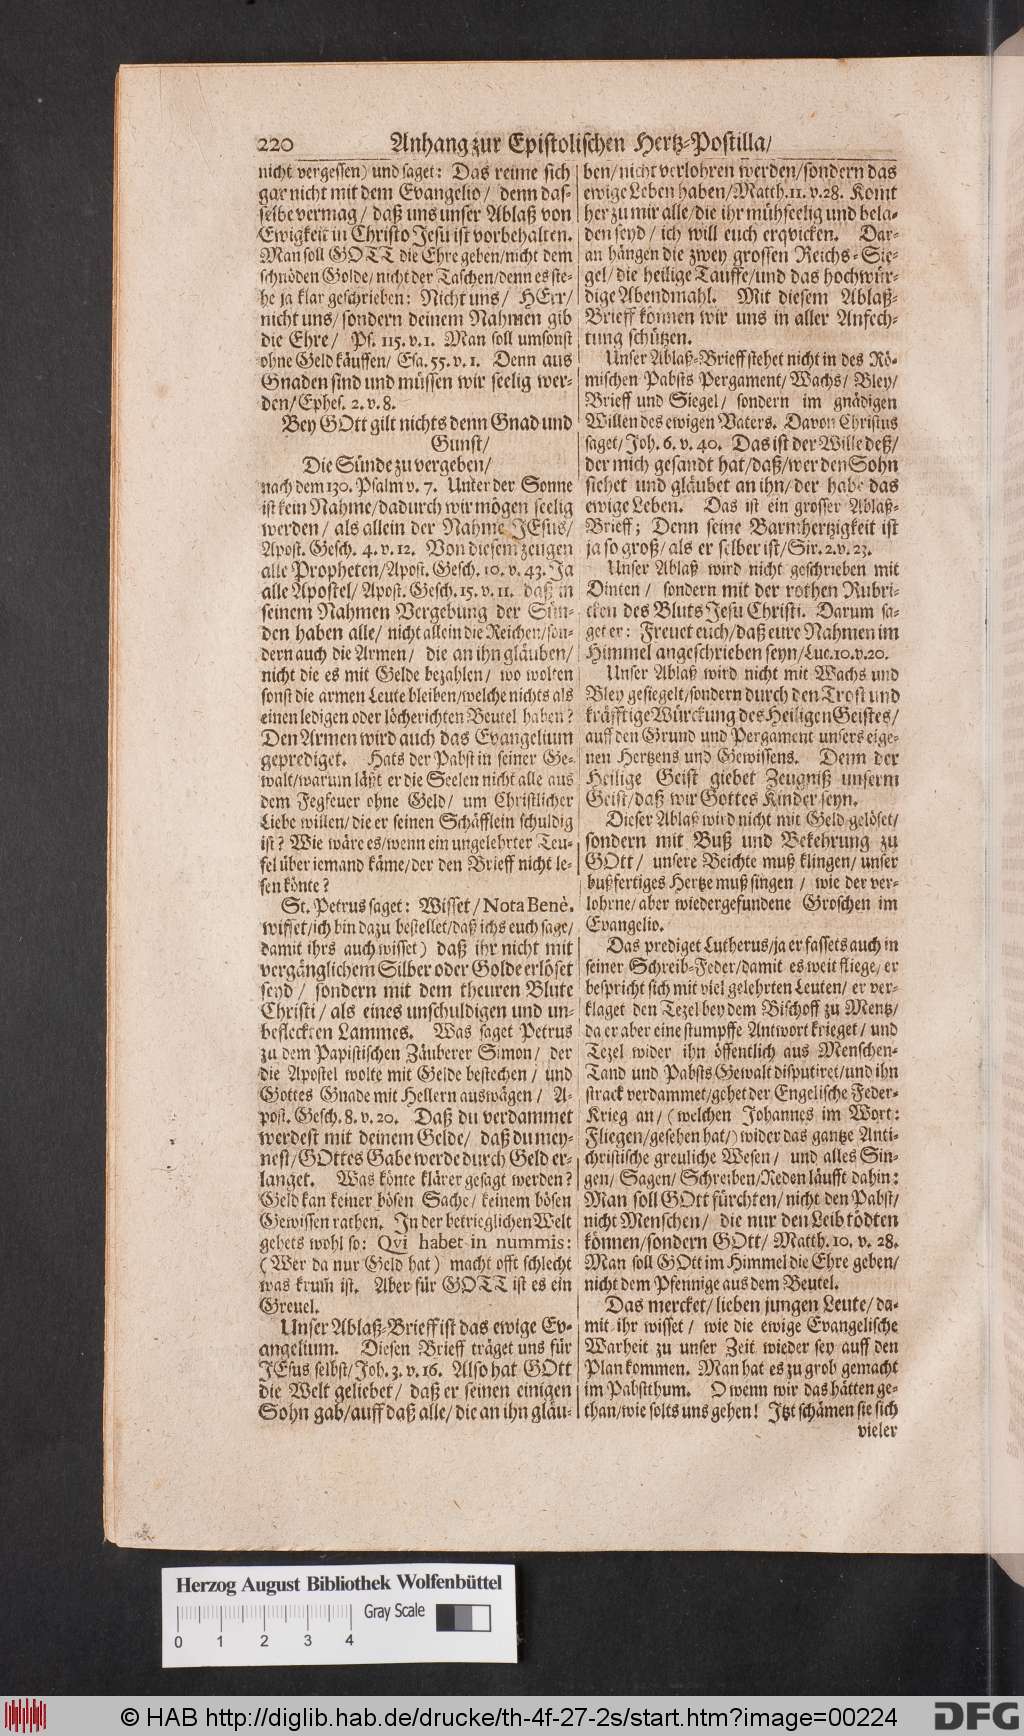 220 Anhang zur Epistolischen Hertz-Postilla/
nicht vergessen) und saget: Das reime sich
gar nicht mit dem Evangelio/ denn das-
selbe vermag/ daß uns unser Ablaß von
Ewigkeit in Christo Jesu ist vorbehalten.
Man soll GOTT die Ehre geben/nicht dem
schnöden Golde/nicht der Taschen/denn es ste-
he ja klar geschrieben: Nicht uns/ HErr/
nicht uns/sondern deinem Nahmen gib
die Ehre/ Ps. 115. v. 1. Man soll umsonst
ohne Geld käuffen/ Esa. 55. v. 1. Denn aus
Gnaden sind und müssen wir seelig wer-
den/Ephes. 2. v. 8.
Bey GOtt gilt nichts denn Gnad und
Gunst/
Die Sünde zu vergeben/
nach dem 130. Psalm v. 7. Unter der Sonne
ist kein Nahme/dadurch wir mögen seelig
werden/ als allein der Nahme JEsus/
Apost. Gesch. 4. v. 12. Von diesem zeugen
alle Propheten/Apost. Gesch. 10. v. 43. Ja
alle Apostel/ Apost. Gesch. 15. v. 11. daß in
seinem Nahmen Vergebung der Sün-
den haben alle/ nicht allein die Reichen/son-
dern auch die Armen/ die an ihn gläuben/
nicht die es mit Gelde bezahlen/ wo wolten
sonst die armen Leute bleiben/welche nichts als
einen ledigen oder löcherichten Beutel haben?
Den Armen wird auch das Evangelium
geprediget. Hats der Pabst in seiner Ge-
walt/warum läßt er die Seelen nicht alle aus
dem Fegfeuer ohne Geld/ um Christlicher
Liebe willen/die er seinen Schäfflein schuldig
ist? Wie wäre es/wenn ein ungelehrter Teu-
fel über iemand käme/der den Brieff nicht le-
sen könte?
St. Petrus saget: Wisset/ Nota Benè.
wisset/ich bin dazu bestellet/daß ichs euch sage/
damit ihrs auch wisset) daß ihr nicht mit
vergänglichem Silber oder Golde erlöset
seyd/ sondern mit dem theuren Blute
Christi/ als eines unschuldigen und un-
befleckten Lammes. Was saget Petrus
zu dem Papistischen Zäuberer Simon/ der
die Apostel wolte mit Gelde bestechen/ und
Gottes Gnade mit Hellern auswägen/ A-
post. Gesch. 8. v. 20. Daß du verdammet
werdest mit deinem Gelde/ daß du mey-
nest/GOttes Gabe werde durch Geld er-
langet. Was könte klärer gesagt werden?
Geld kan keiner bösen Sache/ keinem bösen
Gewissen rathen. In der betrieglichen Welt
gehets wohl so: Qvi habet in nummis:
(Wer da nur Geld hat) macht offt schlecht
was krum̃ ist. Aber für GOTT ist es ein
Greuel.
Unser Ablaß-Brieff ist das ewige Ev-
angelium. Diesen Brieff träget uns für
JEsus selbst/Joh. 3. v. 16. Also hat GOtt
die Welt geliebet/ daß er seinen einigen
Sohn gab/auff daß alle/die an ihn gläu-
ben/nicht verlohren werden/sondern das
ewige Leben haben/Matth. 11. v. 28. Komt
her zu mir alle/die ihr mühseelig und bela-
den seyd/ ich will euch erqvicken. Dar-
an hängen die zwey grossen Reichs-Sie-
gel/die heilige Tauffe/und das hochwür-
dige Abendmahl. Mit diesem Ablaß-
Brieff können wir uns in aller Anfech-
tung schützen.
Unser Ablaß-Brieff stehet nicht in des Rö-
mischen Pabsts Pergament/Wachs/ Bley/
Brieff und Siegel/ sondern im gnädigen
Willen des ewigen Vaters. Davon Christus
saget/Joh. 6. v. 40. Das ist der Wille deß/
der mich gesandt hat/daß/wer den Sohn
siehet und gläubet an ihn/der habe das
ewige Leben. Das ist ein grosser Ablaß-
Brieff; Denn seine Barmhertzigkeit ist
ja so groß/als er selber ist/Sir. 2. v. 23.
Unser Ablaß wird nicht geschrieben mit
Dinten/ sondern mit der rothen Rubri-
cken des Bluts Jesu Christi. Darum sa-
get er: Freuet euch/daß eure Nahmen im
Himmel angeschrieben seyn/Luc. 10. v. 20.
Unser Ablaß wird nicht mit Wachs und
Bley gesiegelt/sondern durch den Trost und
kräfftige Würckung des Heiligen Geistes/
auff den Grund und Pergament unsers eige-
nen Hertzens und Gewissens. Denn der
Heilige Geist giebet Zeugniß unserm
Geist/daß wir Gottes Kinder seyn.
Dieser Ablaß wird nicht mit Geld gelöset/
sondern mit Buß und Bekehrung zu
GOtt/ unsere Beichte muß klingen/ unser
bußfertiges Hertze muß singen/ wie der ver-
lohrne/aber wiedergefundene Groschen im
Evangelio.
Das prediget Lutherus/ja er fassets auch in
seiner Schreib-Feder/damit es weit fliege/ er
bespricht sich mit viel gelehrten Leuten/ er ver-
klaget den Tezel bey dem Bischoff zu Mentz/
da er aber eine stumpffe Antwort krieget/ und
Tezel wider ihn öffentlich aus Menschen-
Tand und Pabsts Gewalt disputiret/und ihn
strack verdammet/gehet der Engelische Feder-
Krieg an/ (welchen Johannes im Wort:
Fliegen/gesehen hat/) wider das gantze Anti-
christische greuliche Wesen/ und alles Sin-
gen/ Sagen/ Schreiben/Reden läufft dahin:
Man soll GOtt fürchten/nicht den Pabst/
nicht Menschen/ die nur den Leib tödten
können/sondern GOtt/ Matth. 10. v. 28.
Man soll GOtt im Himmel die Ehre geben/
nicht dem Pfennige aus dem Beutel.
Das mercket/ lieben jungen Leute/ da-
mit ihr wisset/ wie die ewige Evangelische
Warheit zu unser Zeit wieder sey auff den
Plan kommen. Man hat es zu grob gemacht
im Pabstthum. O wenn wir das hätten ge-
than/wie solts uns gehen! Jtzt schämen sie sich
vieler
Herzog August Bibliothek Wolfenbüttel
Gray Scale
0 1 2 3 4
© HAB http://diglib.hab.de/drucke/th-4f-27-2s/start.htm?image=00224
DFG